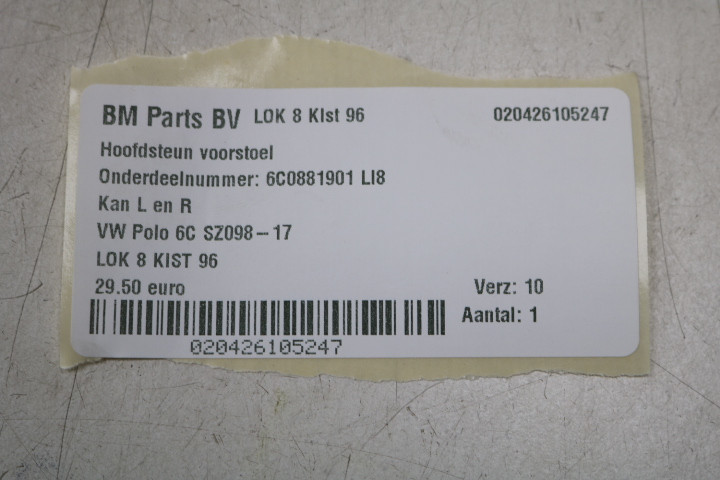 BM Parts BV LOK 8 KIst 96 020426105247
Hoofdsteun voorstoel
Onderdeelnummer: 6C0881901 LI8
Kan L en R
VW Polo 6C SZ098-17
LOK 8 KIST 96
29.50 euro Verz: 10
Aantal: 1
020426105247